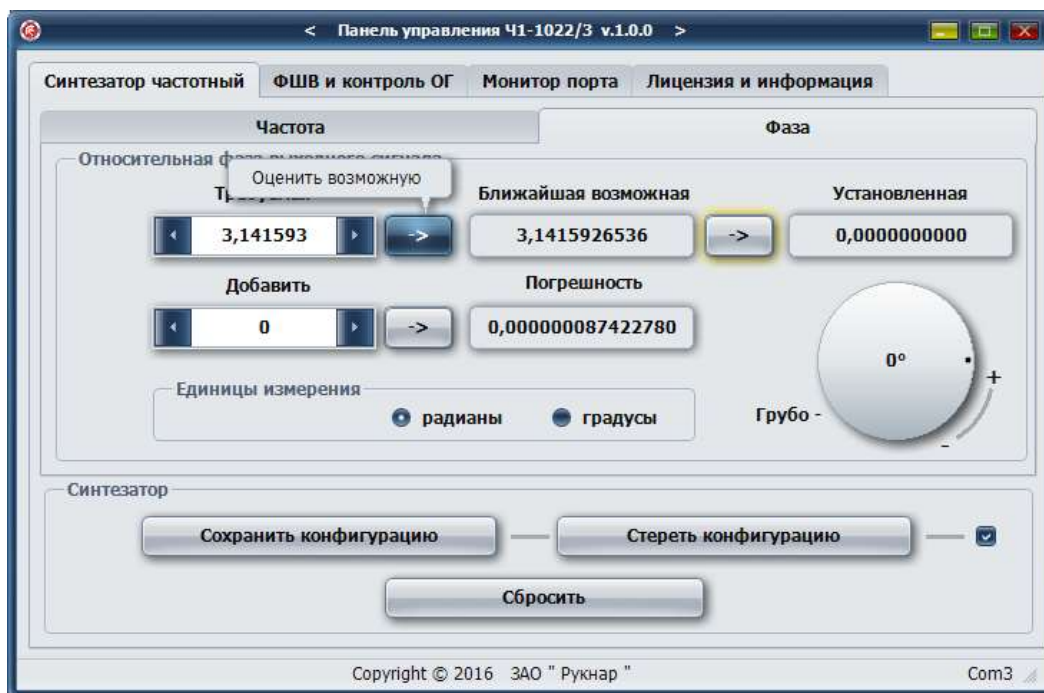 < Панель управления Ч1-1022/3 v.1.0.0 >
Синтезатор частотный ФШВ и контроль ОГ Монитор порта Лицензия и информация
Частота Фаза
Относительная
Оценить возможную
Ближайшая возможная Установленная
3,141593 -> 3,1415926536 -> 0,0000000000
Добавить Погрешность
0 -> 0,000000087422780
0°
+
Грубо -
-
Единицы измерения
радианы градусы
Синтезатор
Сохранить конфигурацию Стереть конфигурацию
Сбросить
Copyright © 2016 ЗАО " Рукнар " Com3